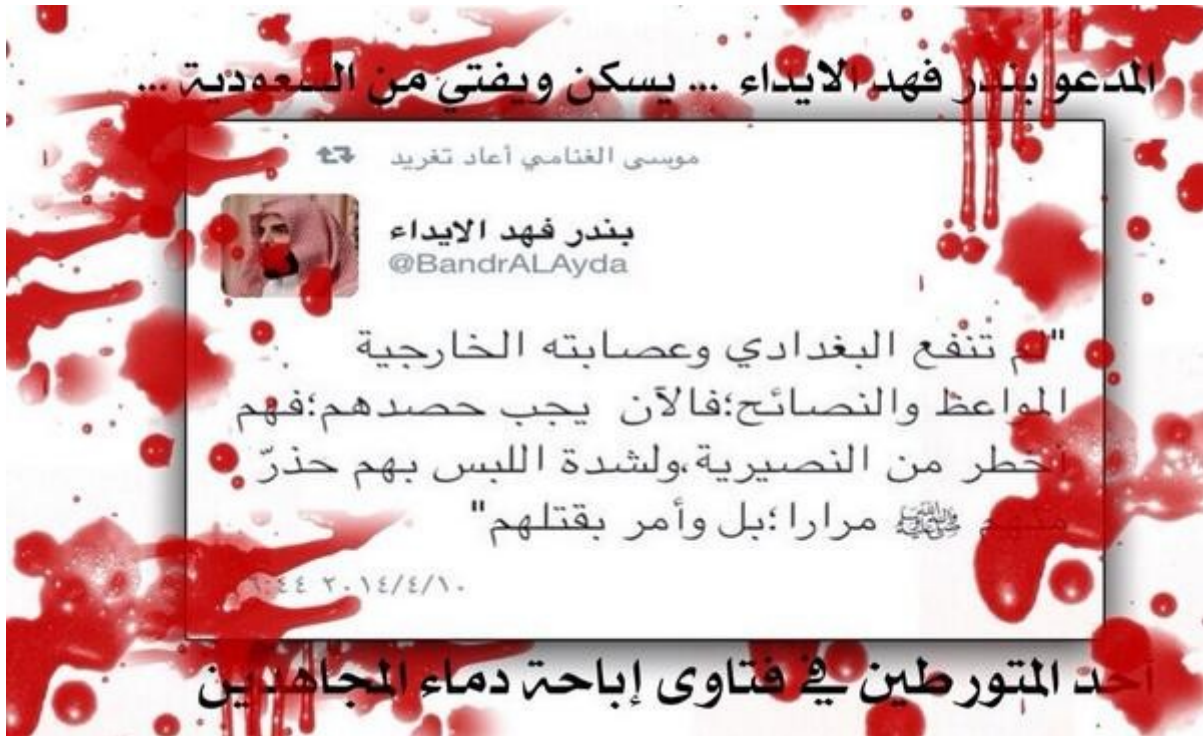 المدعو بندر فهد الايداء ... يسكن ويفتي من السعودية ...
موسى الغنامي أعاد تغريد
بندر فهد الايداء
@BandrALAyda
"لم تنفع البغدادي وعصابته الخارجية
المواعظ والنصائح؛فالآن يجب حصدهم؛فهم
أخطر من النصيرية،ولشدة اللبس بهم حذرّ
منهم ﷺ مرارا؛بل وأمر بقتلهم"
٢٠١٤/٤/١٠
أحد المتورطين في فتاوى إباحة دماء المجاهدين